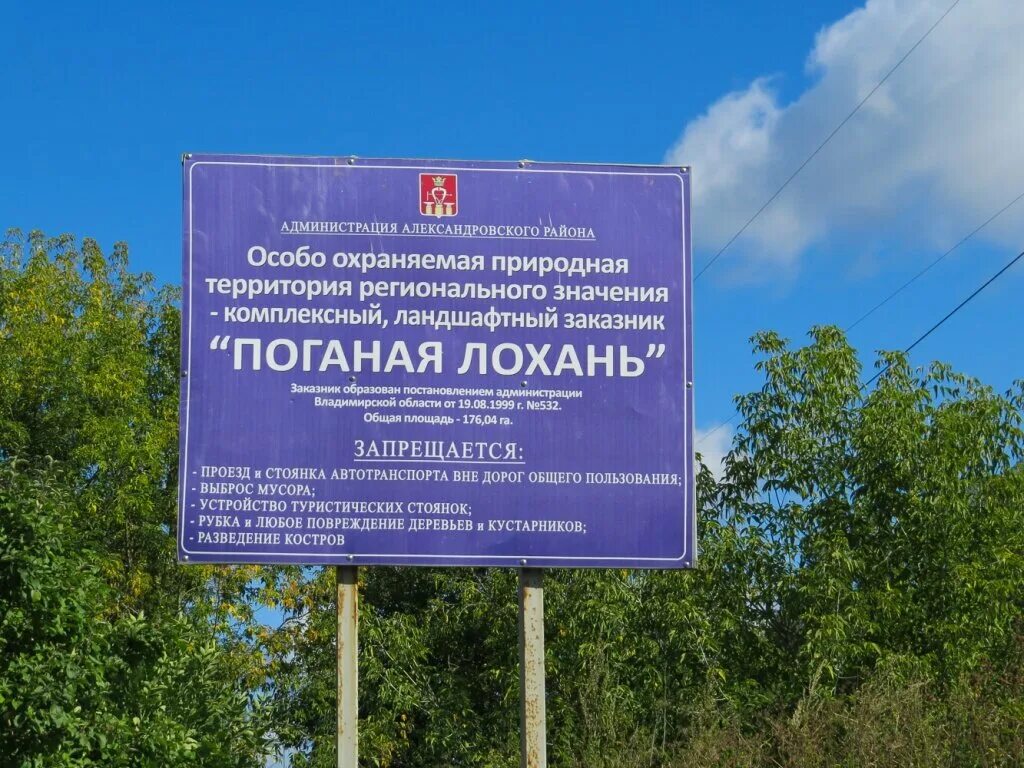 АДМИНИСТРАЦИЯ АЛЕКСАНДРОВСКОГО РАЙОНА
Особо охраняемая природная
территория регионального значения
- комплексный, ландшафтный заказник
“ПОГАНАЯ ЛОХАНЬ”
Заказник образован постановлением администрации
Владимирской области от 19.08.1999 г. №532.
Общая площадь - 176,04 га.
ЗАПРЕЩАЕТСЯ:
- ПРОЕЗД и СТОЯНКА АВТОТРАНСПОРТА ВНЕ ДОРОГ ОБЩЕГО ПОЛЬЗОВАНИЯ;
- ВЫБРОС МУСОРА;
- УСТРОЙСТВО ТУРИСТИЧЕСКИХ СТОЯНОК;
- РУБКА и ЛЮБОЕ ПОВРЕЖДЕНИЕ ДЕРЕВЬЕВ и КУСТАРНИКОВ;
- РАЗВЕДЕНИЕ КОСТРОВ